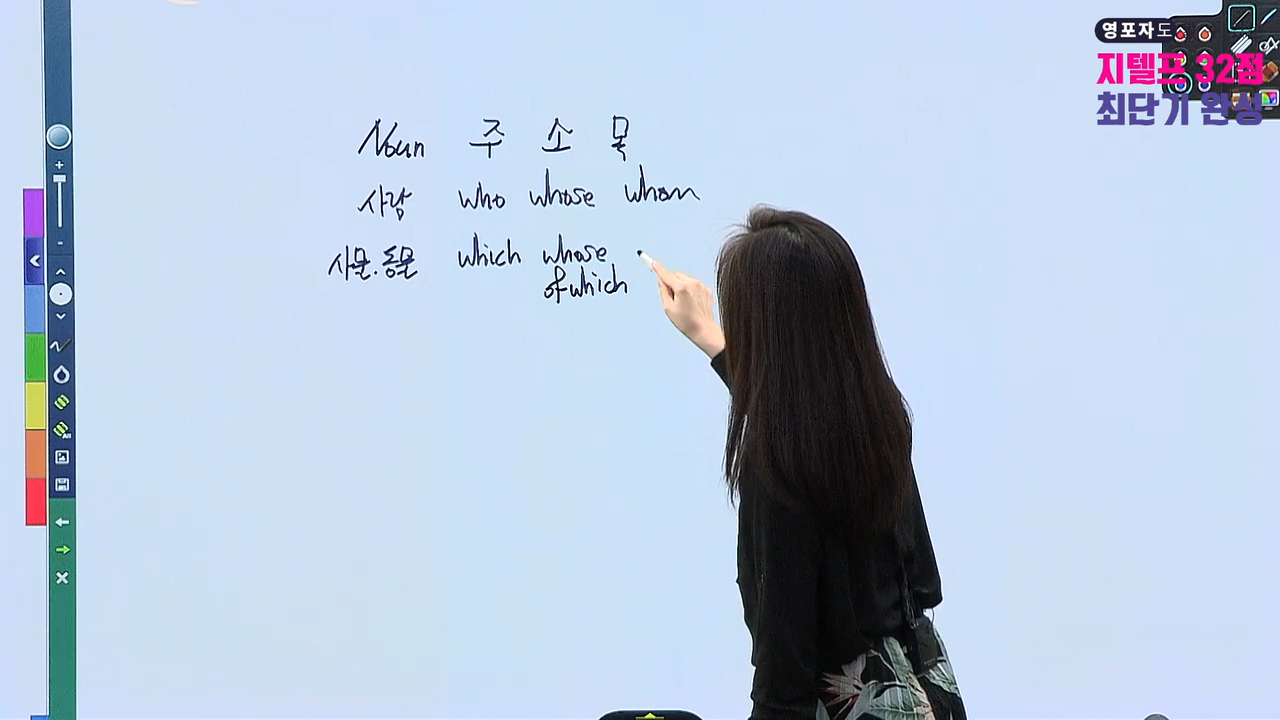 영포자도
지텔프 32점
최단기 완성
Noun 주 소 목
사람 who whose whom
사물.동물 which whose
of which